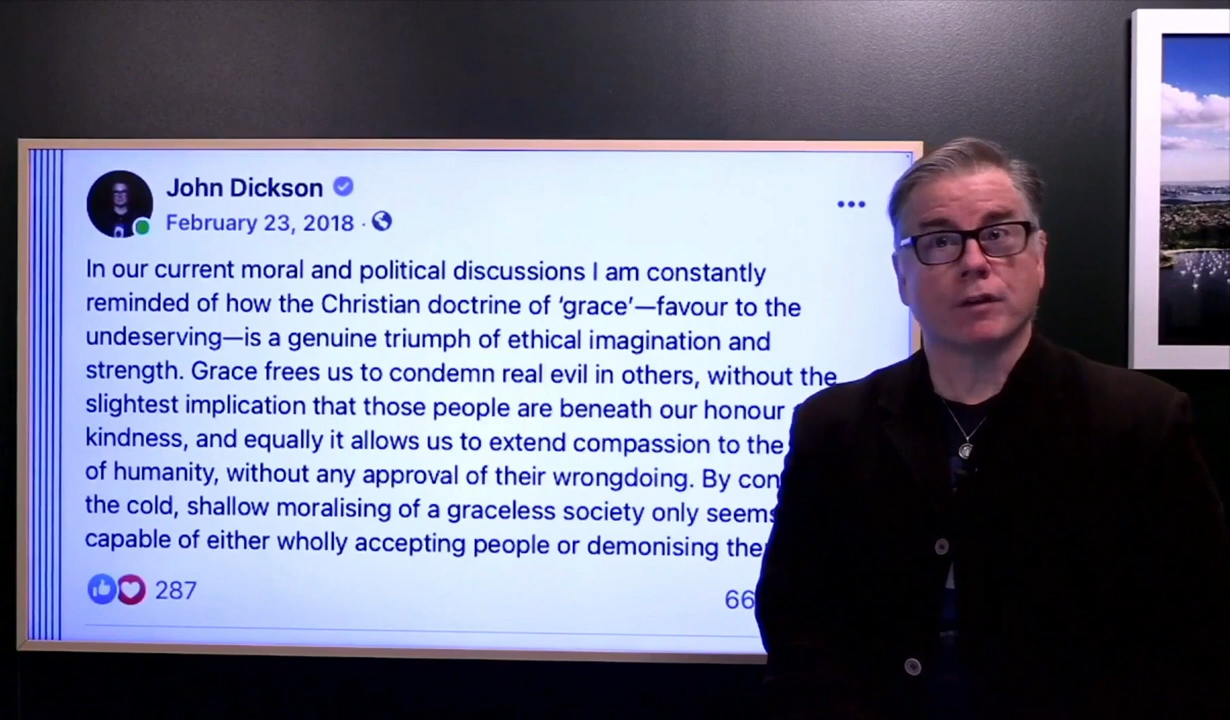 John Dickson
February 23, 2018 ·
In our current moral and political discussions I am constantly
reminded of how the Christian doctrine of ‘grace’—favour to the
undeserving—is a genuine triumph of ethical imagination and
strength. Grace frees us to condemn real evil in others, without the
slightest implication that those people are beneath our honour
kindness, and equally it allows us to extend compassion to the
of humanity, without any approval of their wrongdoing. By
the cold, shallow moralising of a graceless society only seems
capable of either wholly accepting people or demonising
287
66